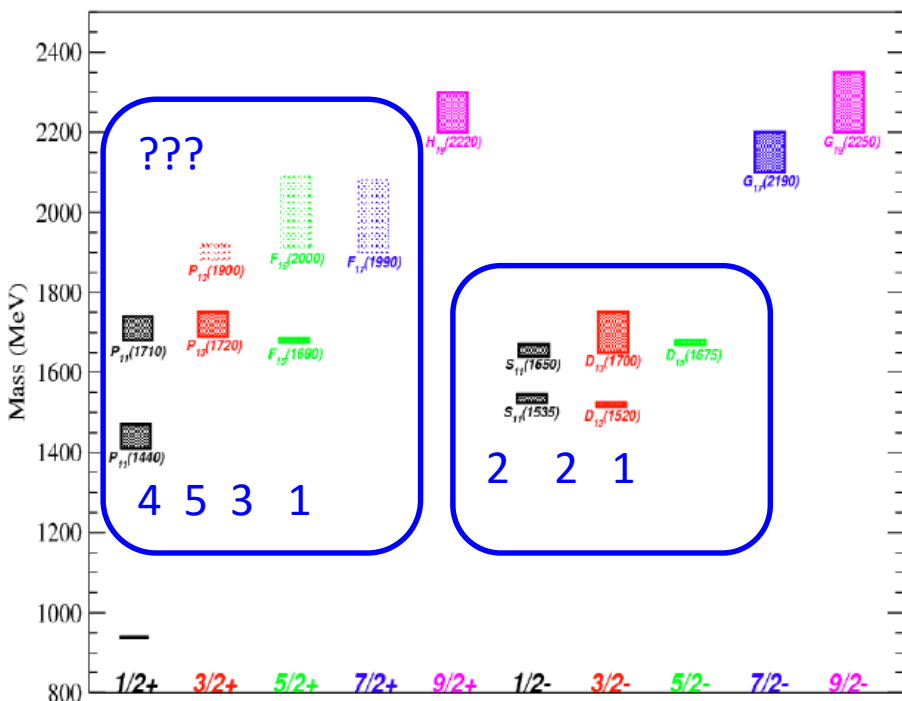 2400
2200
2000
1800
1600
1400
1200
1000
800
Mass (MeV)
???
H₁₉(2220)
G₁₉(2250)
G₁₇(2190)
P₁₃(1900)
F₁₅(2000)
F₁₇(1990)
P₁₁(1710)
P₁₃(1720)
F₁₅(1680)
S₁₁(1650)
D₁₃(1700)
D₁₅(1675)
S₁₁(1535)
D₁₃(1520)
P₁₁(1440)
4 5 3 1
2 2 1
1/2+ 3/2+ 5/2+ 7/2+ 9/2+ 1/2- 3/2- 5/2- 7/2- 9/2-